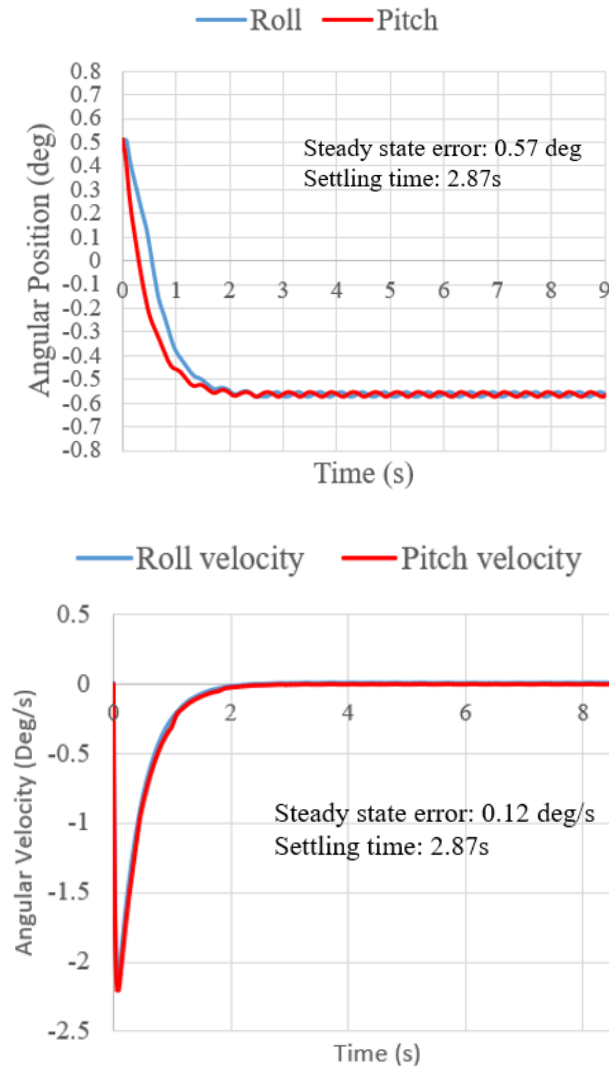 Roll Pitch
0.8
0.7
0.6
0.5
0.4
0.3
0.2
0.1
0
-0.1
-0.2
-0.3
-0.4
-0.5
-0.6
-0.7
-0.8
Angular Position (deg)
Steady state error: 0.57 deg
Settling time: 2.87s
0 1 2 3 4 5 6 7 8 9
Time (s)
Roll velocity Pitch velocity
0.5
0
-0.5
-1
-1.5
-2
-2.5
Angular Velocity (Deg/s)
0 2 4 6 8
Steady state error: 0.12 deg/s
Settling time: 2.87s
Time (s)